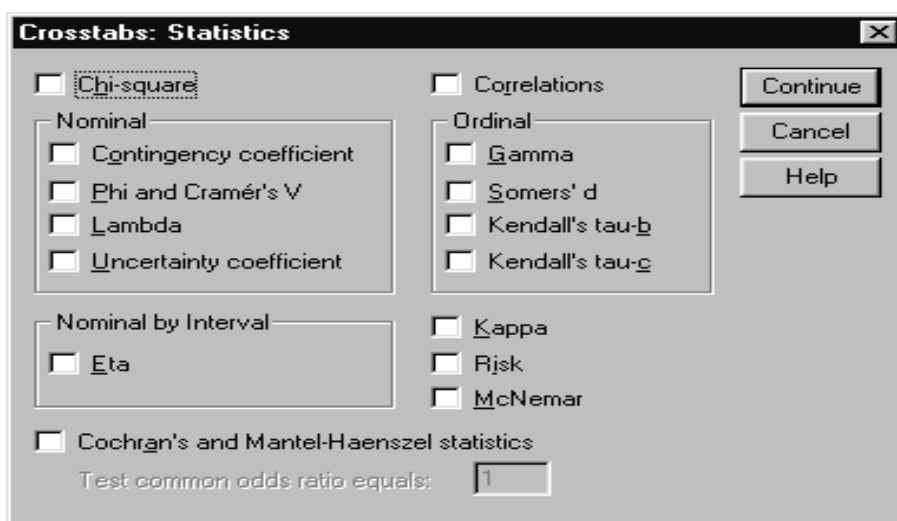 Crosstabs: Statistics
Chi-square
Correlations
Continue
Nominal
Contingency coefficient
Phi and Cramér's V
Lambda
Uncertainty coefficient
Ordinal
Gamma
Somers' d
Kendall's tau-b
Kendall's tau-c
Cancel
Help
Nominal by Interval
Eta
Kappa
Risk
McNemar
Cochran's and Mantel-Haenszel statistics
Test common odds ratio equals: 1